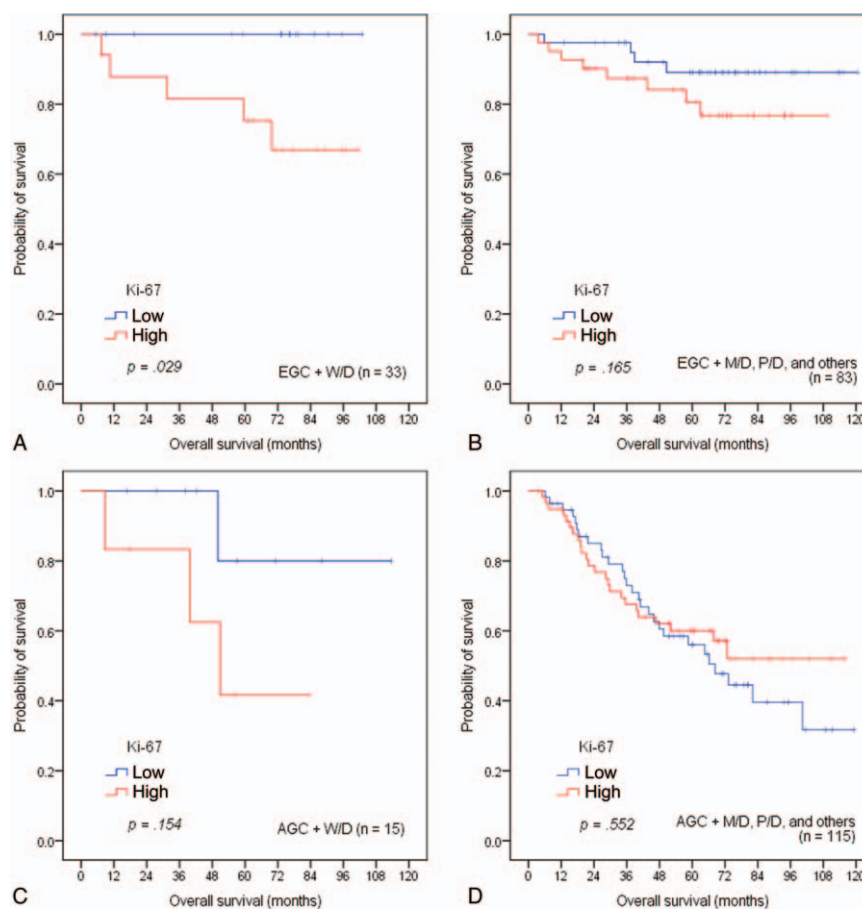 1.0
0.8
0.6
0.4
0.2
0.0
Probability of survival
Ki-67
Low
High
p = .029
EGC + W/D (n = 33)
0 12 24 36 48 60 72 84 96 108 120
Overall survival (months)
A
1.0
0.8
0.6
0.4
0.2
0.0
Probability of survival
Ki-67
Low
High
p = .165
EGC + M/D, P/D, and others
(n = 83)
0 12 24 36 48 60 72 84 96 108 120
Overall survival (months)
B
1.0
0.8
0.6
0.4
0.2
0.0
Probability of survival
Ki-67
Low
High
p = .154
AGC + W/D (n = 15)
0 12 24 36 48 60 72 84 96 108 120
Overall survival (months)
C
1.0
0.8
0.6
0.4
0.2
0.0
Probability of survival
Ki-67
Low
High
p = .552
AGC + M/D, P/D, and others
(n = 115)
0 12 24 36 48 60 72 84 96 108 120
Overall survival (months)
D